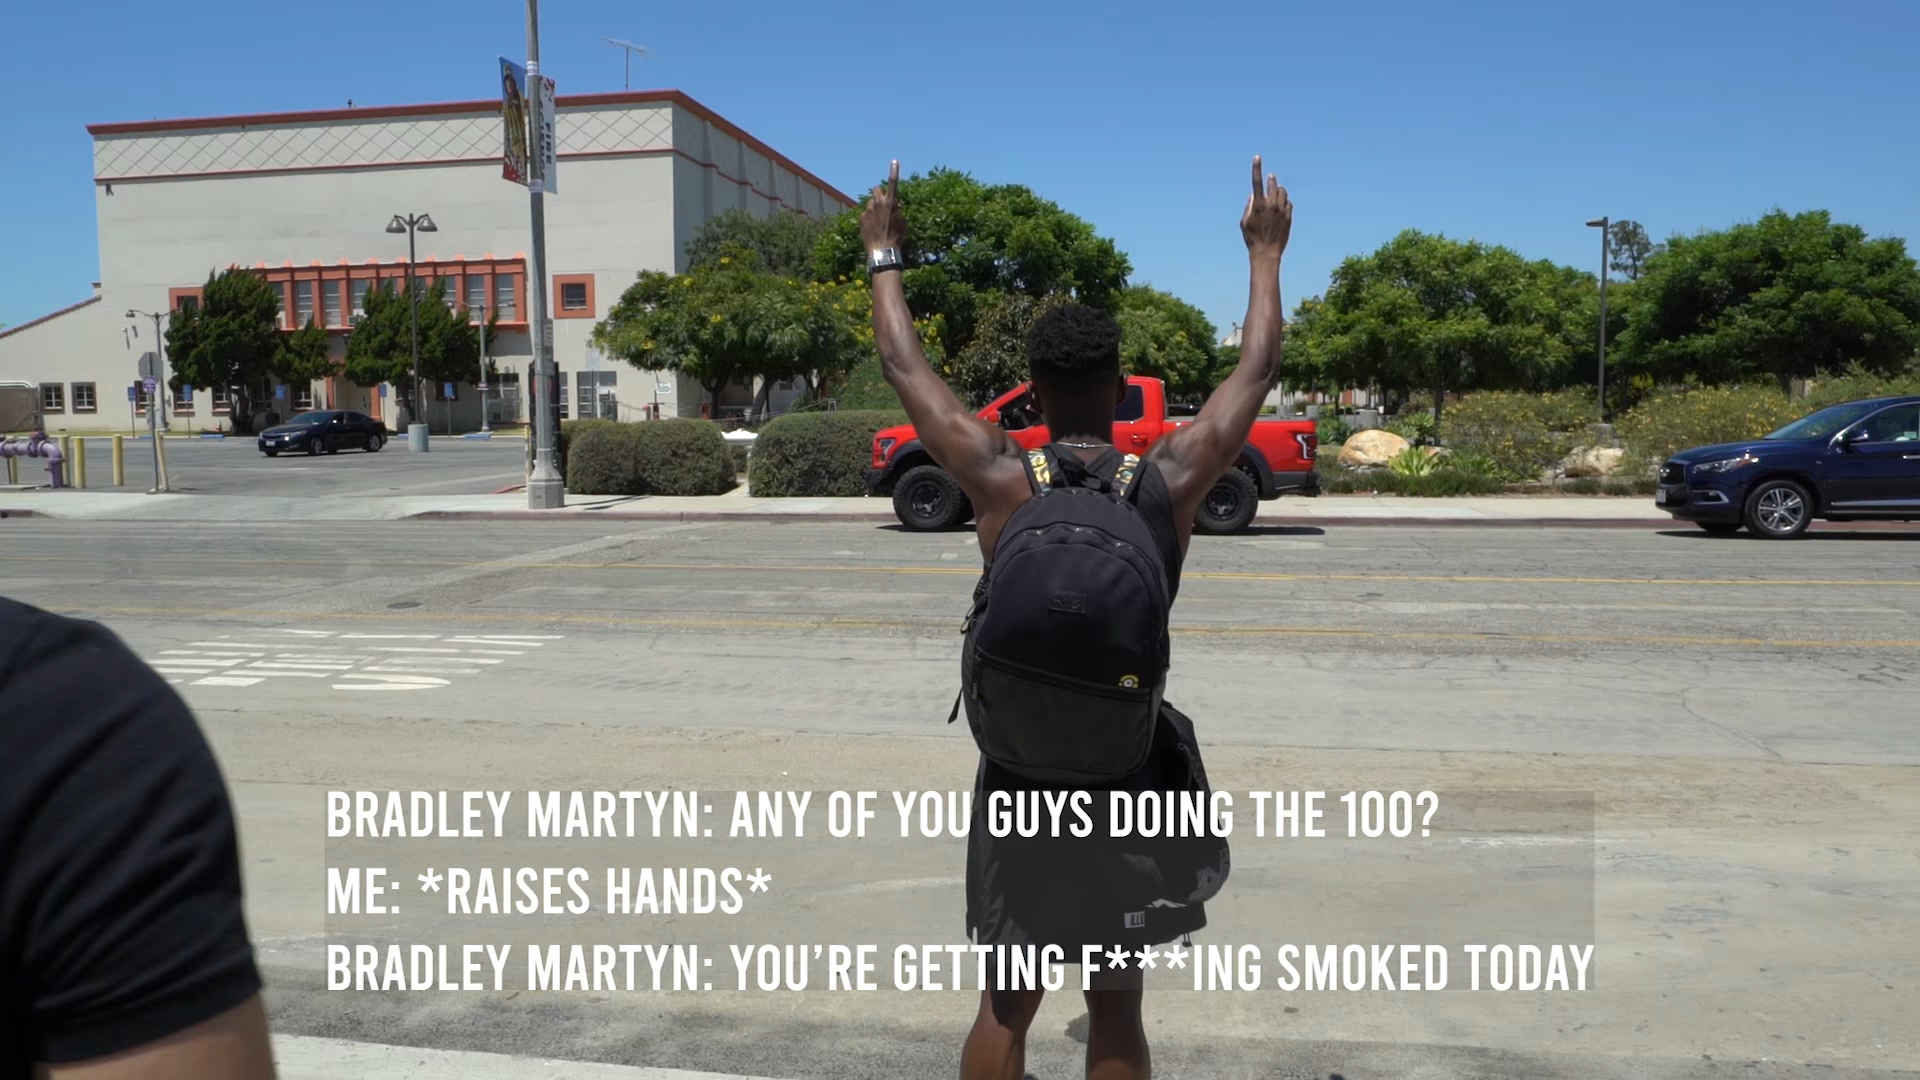 BRADLEY MARTYN: ANY OF YOU GUYS DOING THE 100?
ME: *RAISES HANDS*
BRADLEY MARTYN: YOU'RE GETTING F***ING SMOKED TODAY
FIRE